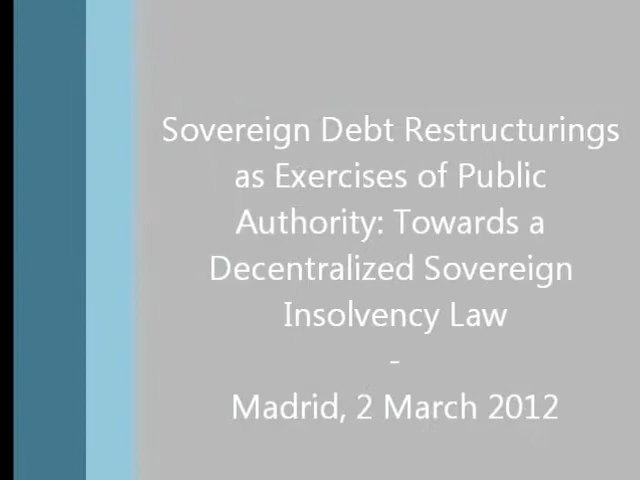 Sovereign Debt Restructurings
as Exercises of Public
Authority: Towards a
Decentralized Sovereign
Insolvency Law
-
Madrid, 2 March 2012